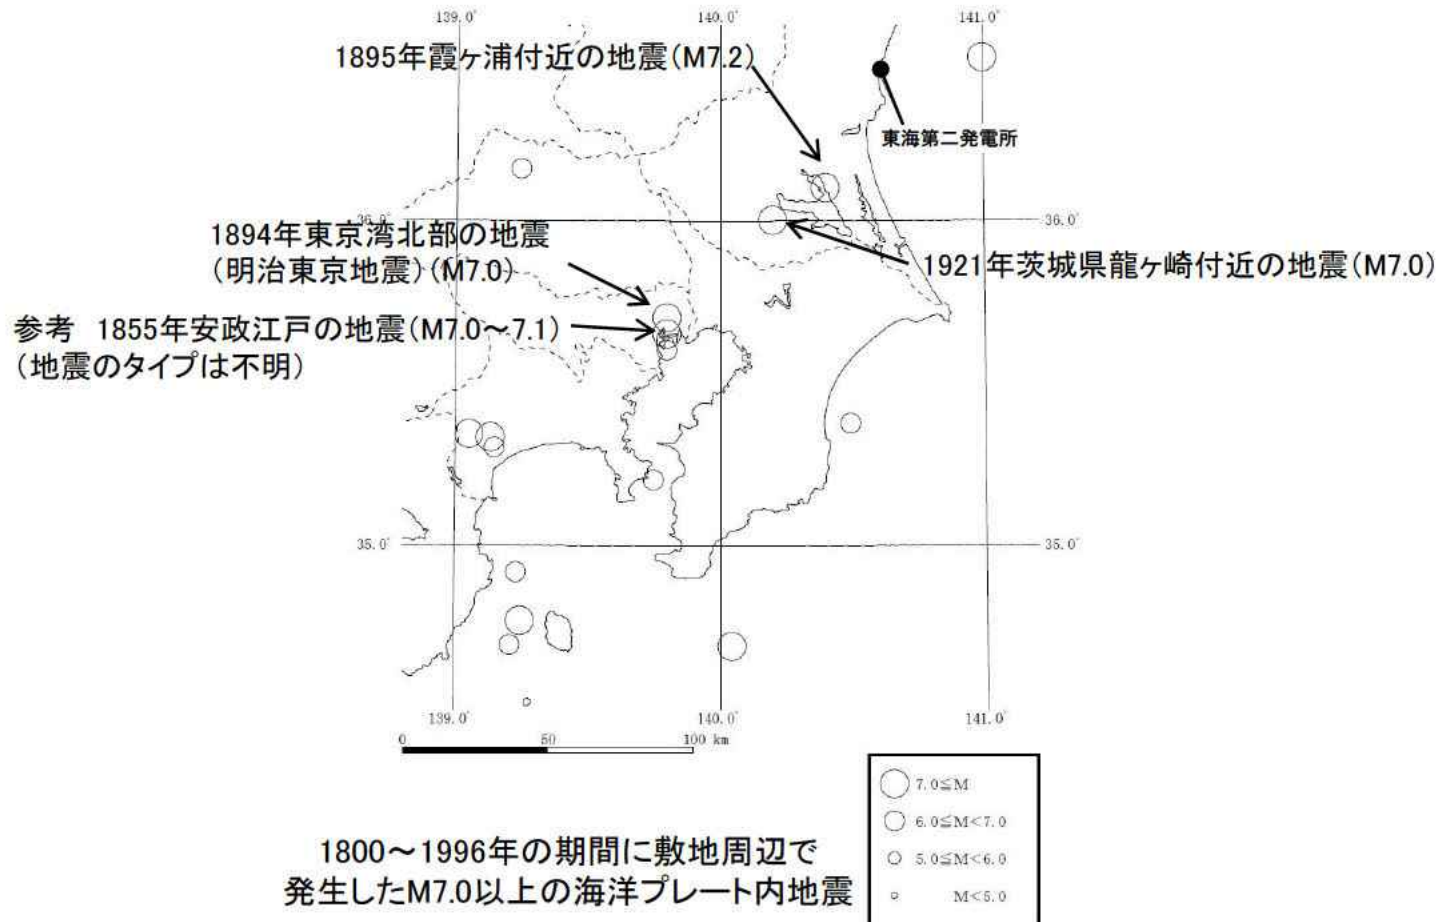 139.0°
140.0°
141.0°
1895年霞ヶ浦付近の地震(M7.2)
東海第二発電所
36.0°
36.0°
1894年東京湾北部の地震
(明治東京地震)(M7.0)
1921年茨城県龍ヶ崎付近の地震(M7.0)
参考 1855年安政江戸の地震(M7.0～7.1)
(地震のタイプは不明)
35.0°
35.0°
139.0°
140.0°
141.0°
0 50 100 km
7.0≦M
6.0≦M<7.0
5.0≦M<6.0
M<5.0
1800～1996年の期間に敷地周辺で
発生したM7.0以上の海洋プレート内地震